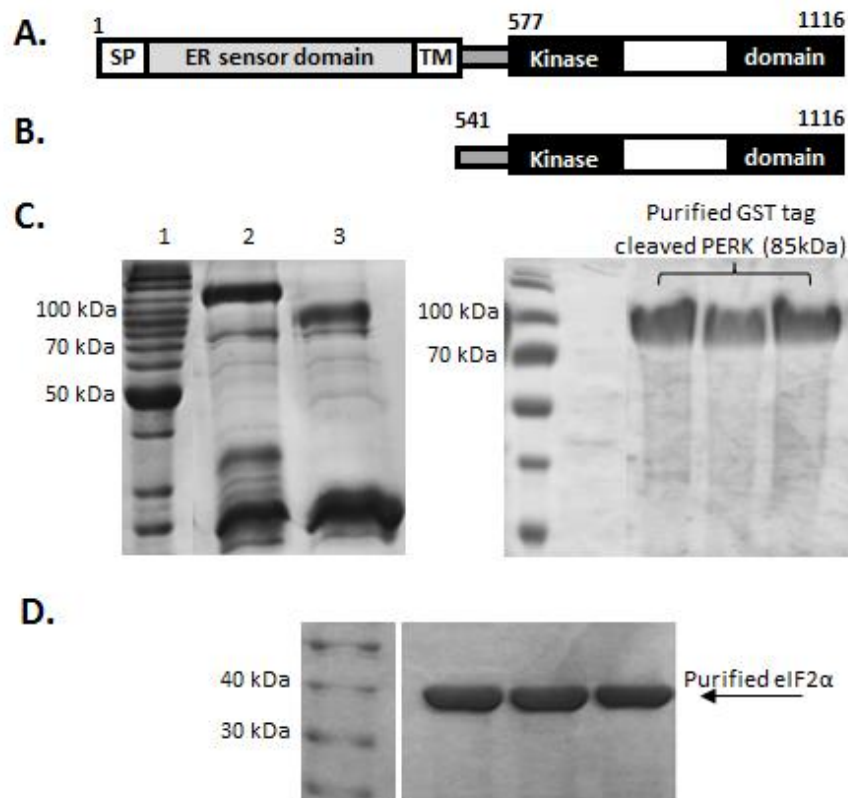 A.
1
577
1116
SP
ER sensor domain
TM
Kinase
domain
B.
541
1116
Kinase
domain
C.
1
2
3
100 kDa
70 kDa
50 kDa
Purified GST tag
cleaved PERK (85kDa)
100 kDa
70 kDa
D.
40 kDa
30 kDa
Purified eIF2α